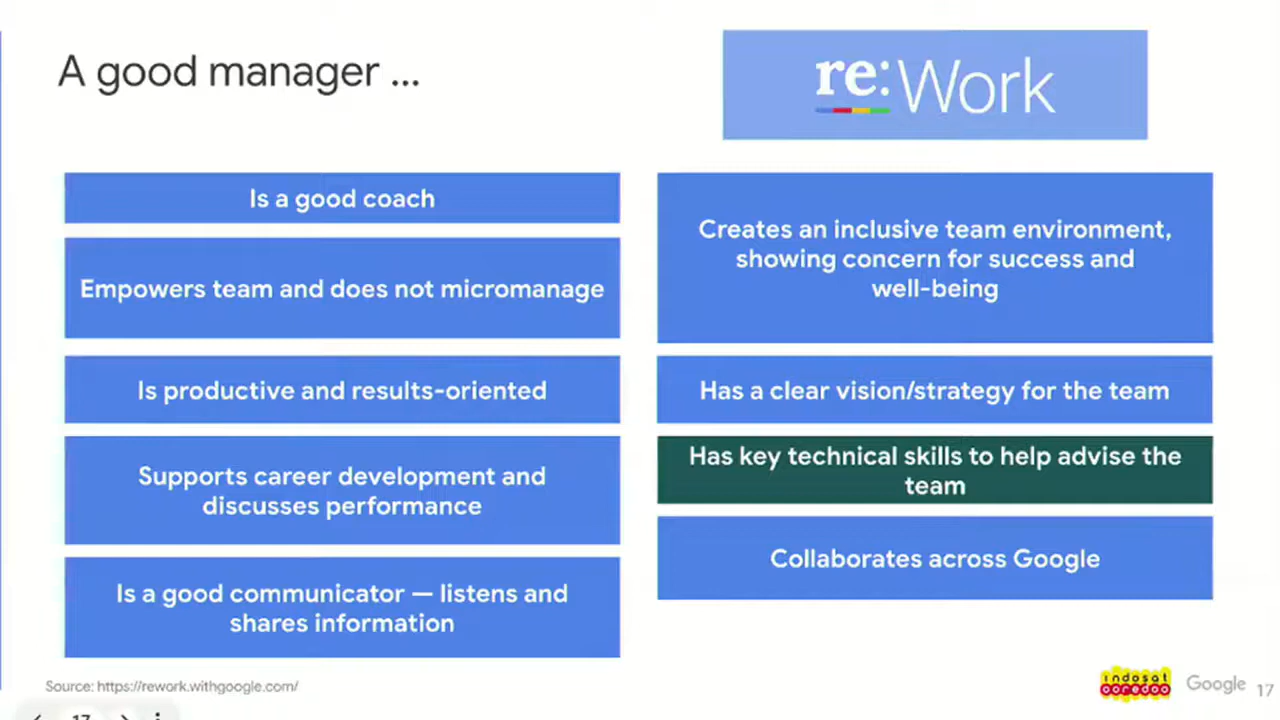 A good manager ...
re:Work
Is a good coach
Empowers team and does not micromanage
Is productive and results-oriented
Supports career development and
discusses performance
Is a good communicator — listens and
shares information
Creates an inclusive team environment,
showing concern for success and
well-being
Has a clear vision/strategy for the team
Has key technical skills to help advise the
team
Collaborates across Google
Source: https://rework.withgoogle.com/
indosat
ooredoo
Google
17
17